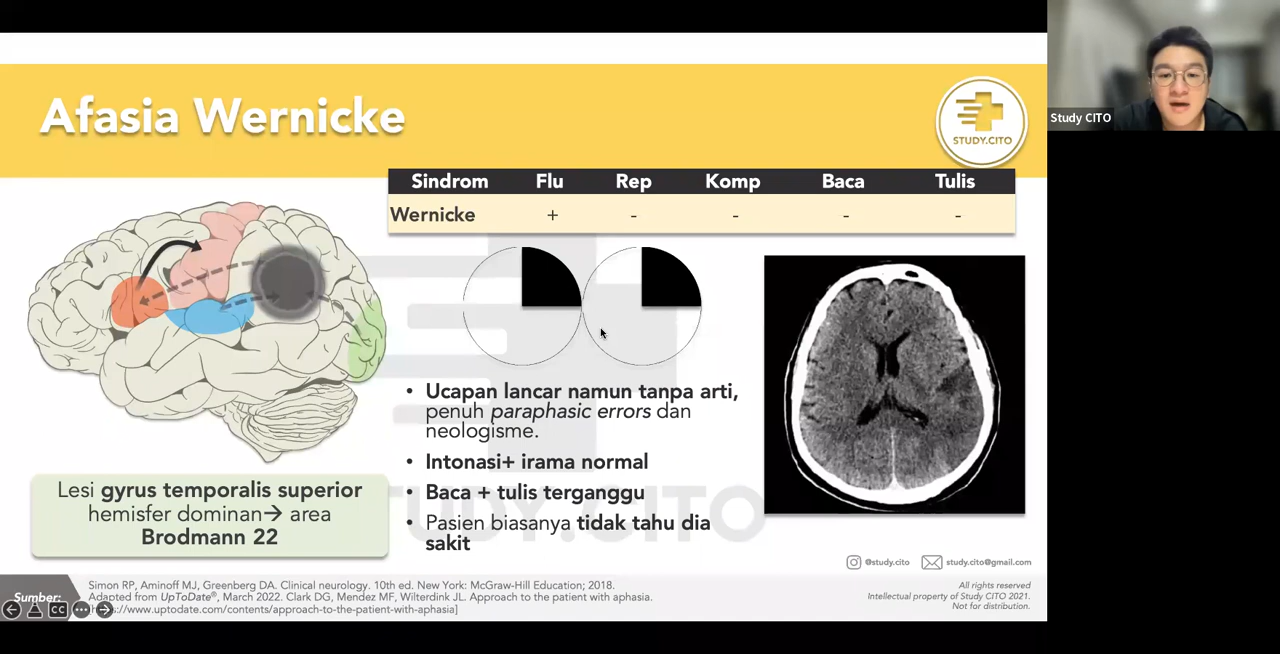 Afasia Wernicke
STUDY.CITO
Study CITO
Sindrom Flu Rep Komp Baca Tulis
Wernicke + - - - -
• Ucapan lancar namun tanpa arti,
penuh paraphasic errors dan
neologisme.
• Intonasi+ irama normal
• Baca + tulis terganggu
• Pasien biasanya tidak tahu dia
sakit
Lesi gyrus temporalis superior
hemisfer dominan→ area
Brodmann 22
STUDY.CITO
@study.cito study.cito@gmail.com
Sumber:
Simon RP, Aminoff MJ, Greenberg DA. Clinical neurology. 10th ed. New York: McGraw-Hill Education; 2018.
Adapted from UpToDate®, March 2022. Clark DG, Mendez MF, Wilterdink JL. Approach to the patient with aphasia.
://www.uptodate.com/contents/approach-to-the-patient-with-aphasia]
CC
All rights reserved
Intellectual property of Study CITO 2021.
Not for distribution.